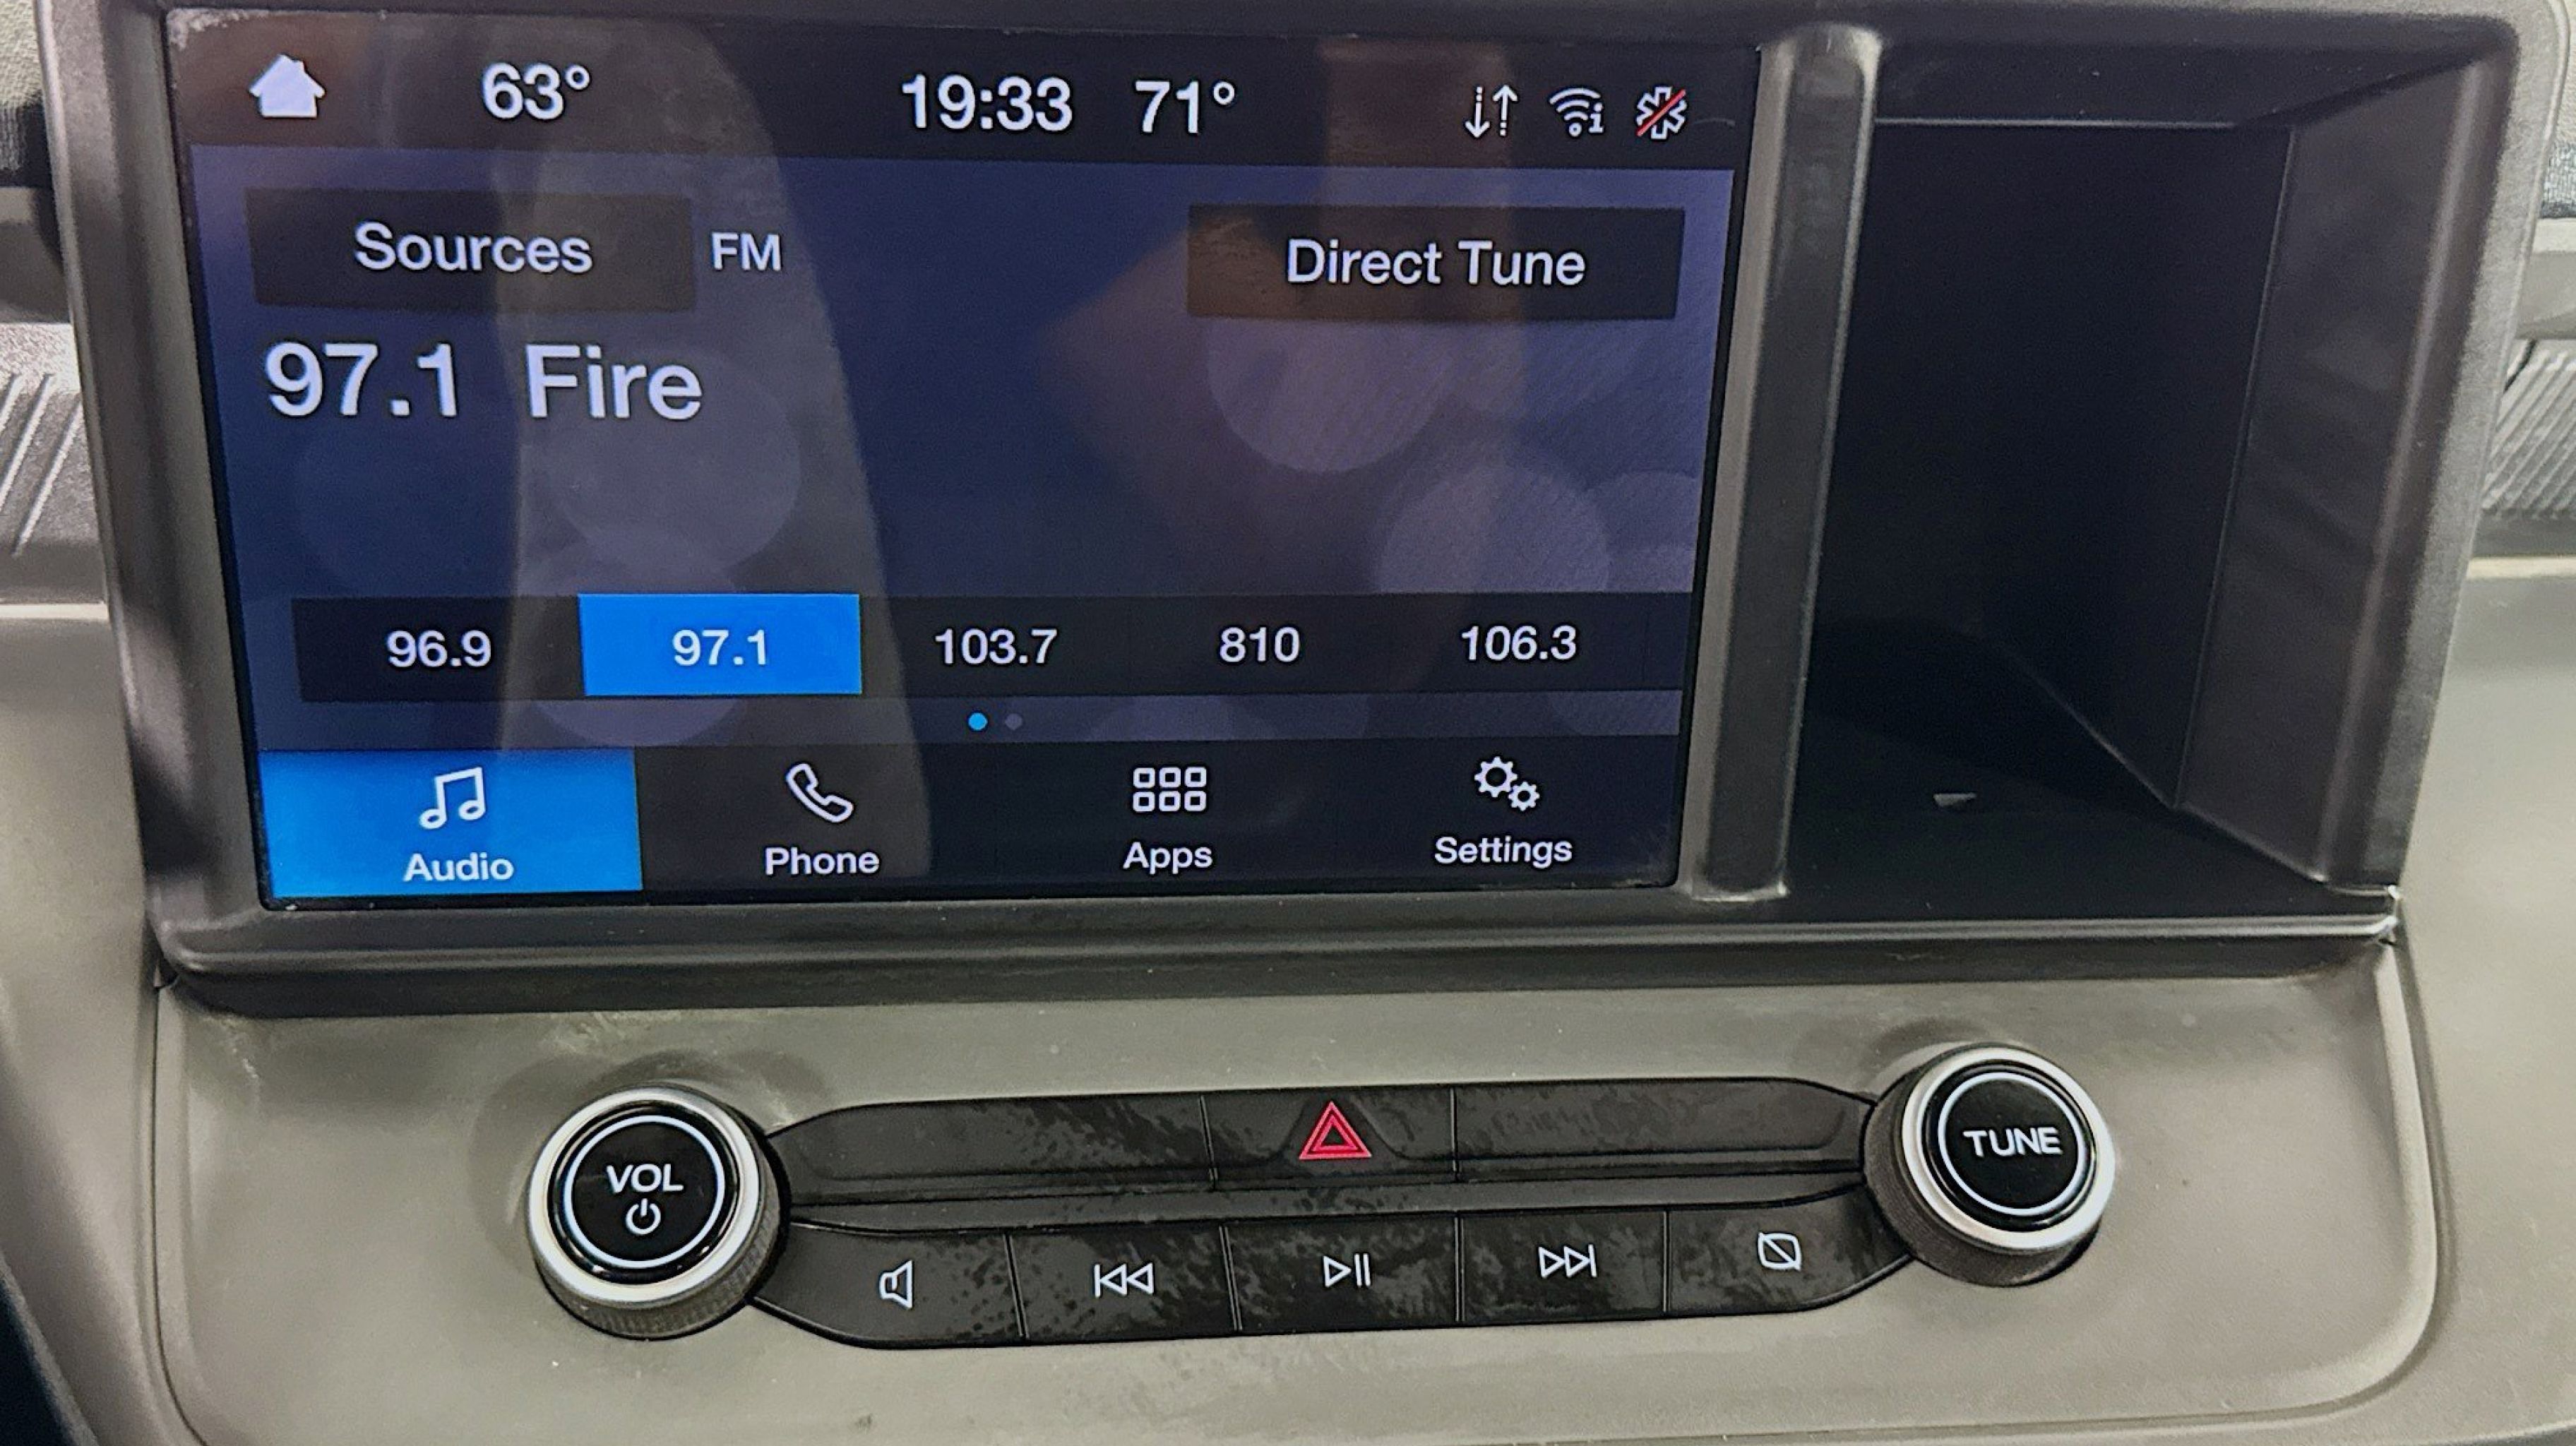 63° 19:33 71°
Sources FM Direct Tune
97.1 Fire
96.9 97.1 103.7 810 106.3
Audio Phone Apps Settings
VOL TUNE